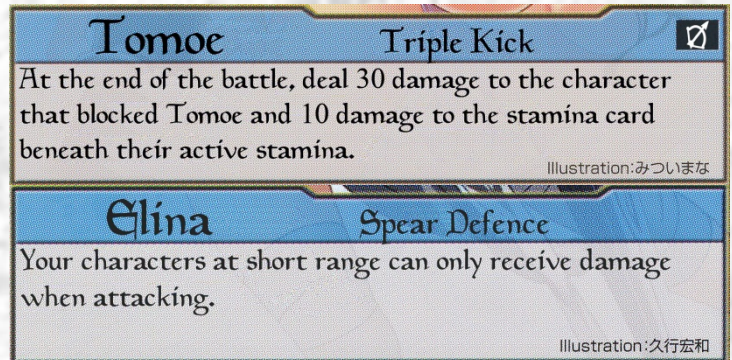 Tomoe Triple Kick
At the end of the battle, deal 30 damage to the character
that blocked Tomoe and 10 damage to the stamina card
beneath their active stamina.
Illustration:みついまな
Elina Spear Defence
Your characters at short range can only receive damage
when attacking.
Illustration:久行宏和